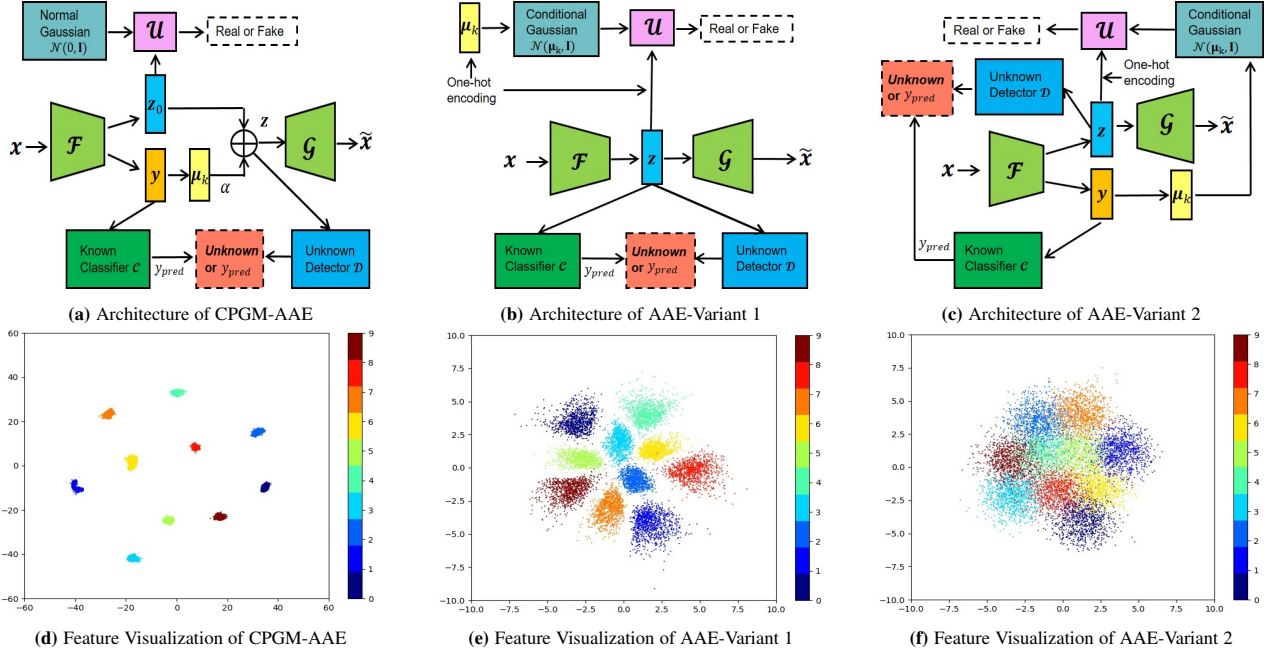 Normal
Gaussian
𝒩(0, I)
𝓤
Real or Fake
z₀
x
𝓕
y
μₖ
α
z
𝓖
x̃
Known
Classifier 𝓒
y_pred
Unknown
or y_pred
Unknown
Detector 𝓓
(a) Architecture of CPGM-AAE
μₖ
Conditional
Gaussian
𝒩(μₖ, I)
𝓤
Real or Fake
One-hot
encoding
x
𝓕
z
𝓖
x̃
Known
Classifier 𝓒
y_pred
Unknown
or y_pred
Unknown
Detector 𝓓
(b) Architecture of AAE-Variant 1
Real or Fake
𝓤
Conditional
Gaussian
𝒩(μₖ, I)
Unknown
or y_pred
Unknown
Detector 𝓓
One-hot
encoding
z
𝓖
x̃
x
𝓕
y
μₖ
y_pred
Known
Classifier 𝓒
(c) Architecture of AAE-Variant 2
60
40
20
0
−20
−40
−60
−60 −40 −20 0 20 40 60
9
8
7
6
5
4
3
2
1
0
(d) Feature Visualization of CPGM-AAE
10.0
7.5
5.0
2.5
0.0
−2.5
−5.0
−7.5
−10.0
−10.0 −7.5 −5.0 −2.5 0.0 2.5 5.0 7.5 10.0
9
8
7
6
5
4
3
2
1
0
(e) Feature Visualization of AAE-Variant 1
10.0
7.5
5.0
2.5
0.0
−2.5
−5.0
−7.5
−10.0
−10.0 −7.5 −5.0 −2.5 0.0 2.5 5.0 7.5 10.0
9
8
7
6
5
4
3
2
1
0
(f) Feature Visualization of AAE-Variant 2